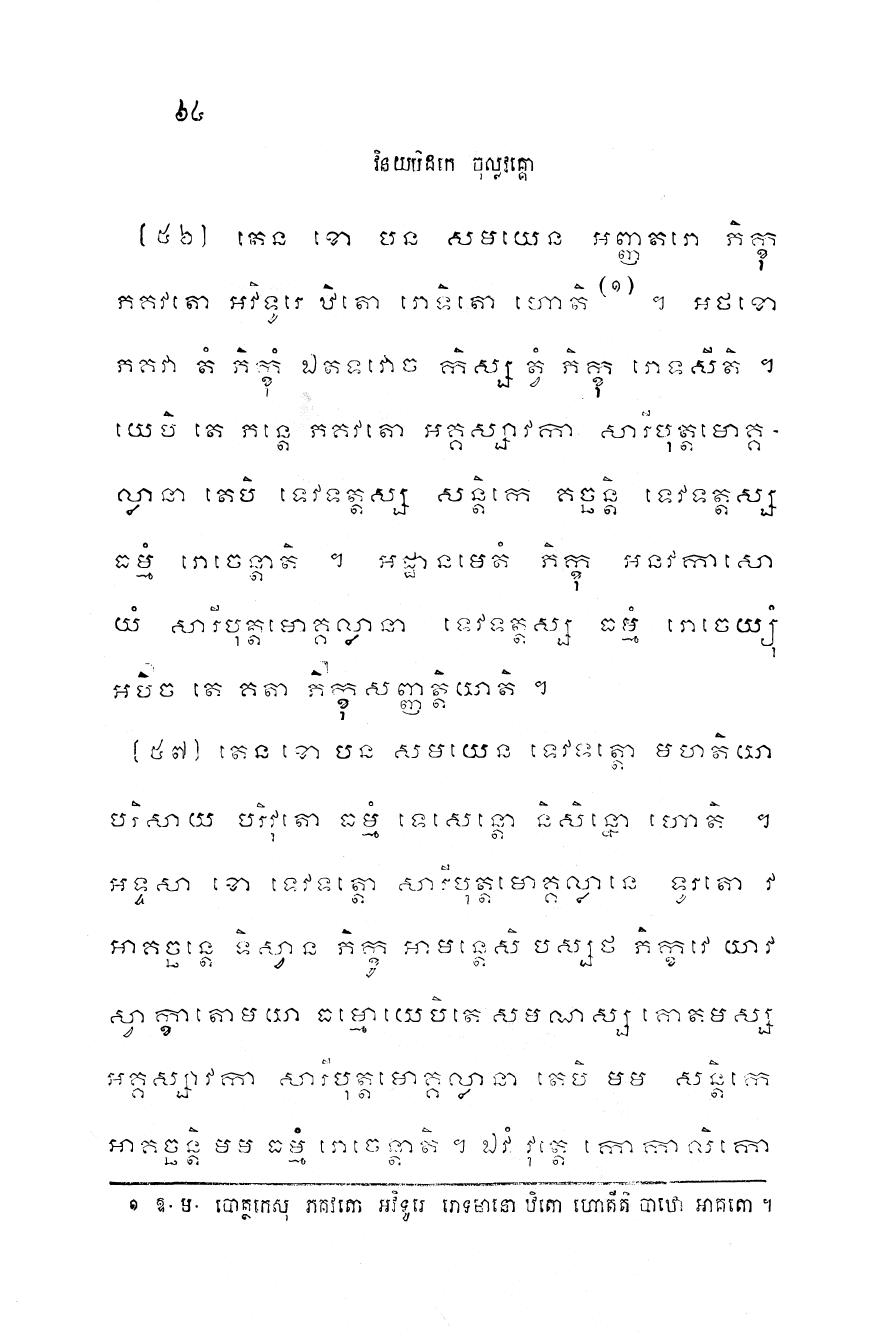 ៦៤
វិនយបិដកេ ចុល្លវគ្គោ
[៥៦] តេន ខោ បន សមយេន អញ្ញតរោ ភិក្ខុ
ភគវតោ អវិទូរេ ឋិតោ រោទិតោ ហោតិ (១) ។ អថខោ
ភគវា តំ ភិក្ខុំ ឯតទវោច កិស្ស ត្វំ ភិក្ខុ រោទសីតិ ។
យេបិ តេ ភន្តេ ភគវតោ អគ្គស្សាវកា សារីបុត្តមោគ្គ-
ល្លានា តេបិ ទេវទត្តស្ស សន្តិកេ គច្ឆន្តិ ទេវទត្តស្ស
ធម្មំ រោចេន្តាតិ ។ អដ្ឋានមេតំ ភិក្ខុ អនវកាសោ
យំ សារីបុត្តមោគ្គល្លានា ទេវទត្តស្ស ធម្មំ រោចេយ្យុំ
អបិច តេ គតា ភិក្ខុសញ្ញត្តិយាតិ ។
[៥៧] តេន ខោ បន សមយេន ទេវទត្តោ មហតិយា
បរិសាយ បរិវុតោ ធម្មំ ទេសេន្តោ និសិន្នោ ហោតិ ។
អទ្ទសា ខោ ទេវទត្តោ សារីបុត្តមោគ្គល្លានេ ទូរតោ វ
អាគច្ឆន្តេ ទិស្វាន ភិក្ខូ អាមន្តេសិ បស្សថ ភិក្ខវេ យាវ
ស្វាក្ខាតោ មយា ធម្មោ យេបិ តេ សមណស្ស គោតមស្ស
អគ្គស្សាវកា សារីបុត្តមោគ្គល្លានា តេបិ មម សន្តិកេ
អាគច្ឆន្តិ មម ធម្មំ រោចេន្តាតិ ។ ឯវំ វុត្តេ កោកាលិកោ
១ ឱ. ម. បោត្ថកេសុ ភគវតោ អវិទូរេ រោទមានោ ឋិតោ ហោតីតិ បាឋោ អាគតោ ។